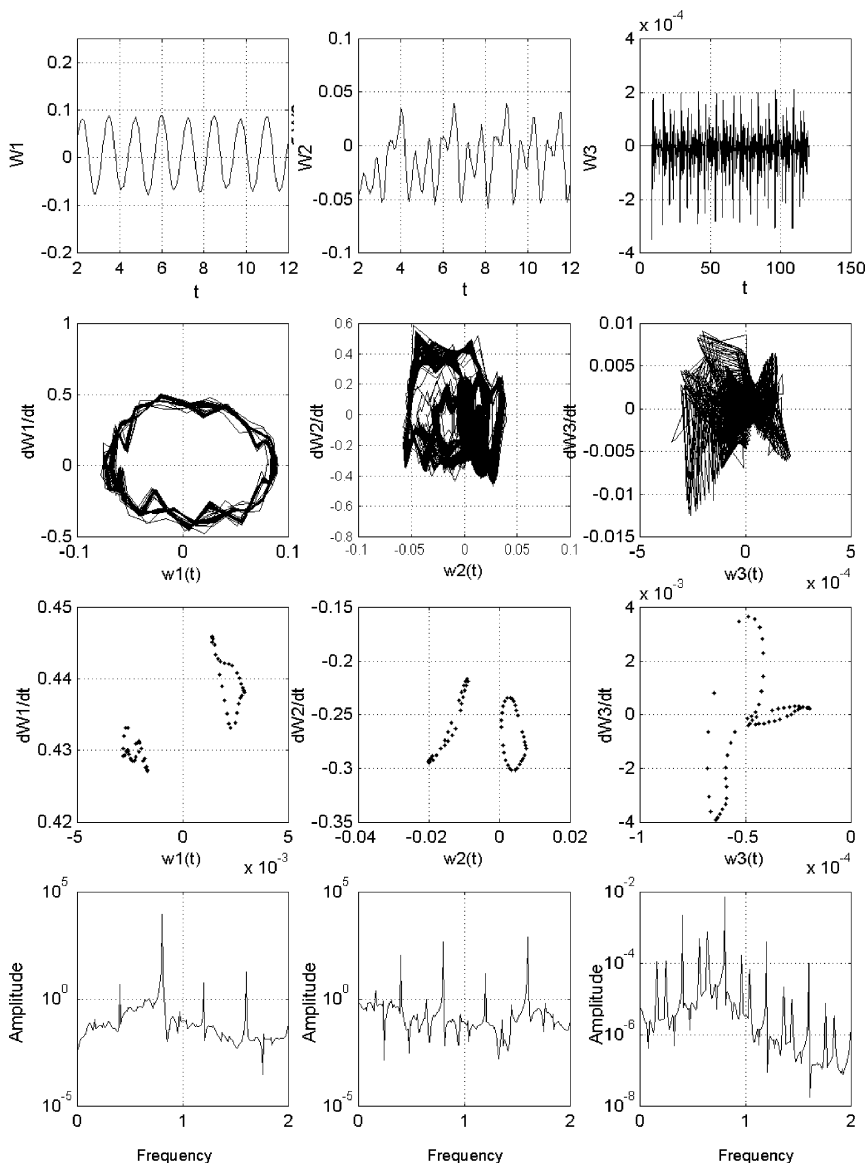 x 10-4
0.2 0.1 4
0.1 0.05 2
W1 0 W2 0 W3 0
-0.1 -0.05 -2
-0.2 -0.1 -4
2 4 6 8 10 12 2 4 6 8 10 12 0 50 100 150
t t t
1 0.6 0.01
0.5 0.4 0.005
0.2
dW1/dt 0 dW2/dt 0 dW3/dt 0
-0.2 -0.005
-0.4
-0.6 -0.01
-0.5 -0.8 -0.015
-0.1 0 0.1 -0.1 -0.05 0 0.05 0.1 -5 0 5
w1(t) w2(t) w3(t)
x 10-3 x 10-4
0.45 -0.15 4
0.44 -0.2 2
dW1/dt dW2/dt -0.25 dW3/dt 0
0.43 -0.3 -2
0.42 -0.35 -4
-5 0 5 -0.04 -0.02 0 0.02 -1 -0.5 0
w1(t) w2(t) w3(t)
x 10-3 x 10-4
105 105 10-2
Amplitude 100 Amplitude 100 Amplitude 10-4
10-6
10-5 10-5 10-8
0 1 2 0 1 2 0 1 2
Frequency Frequency Frequency